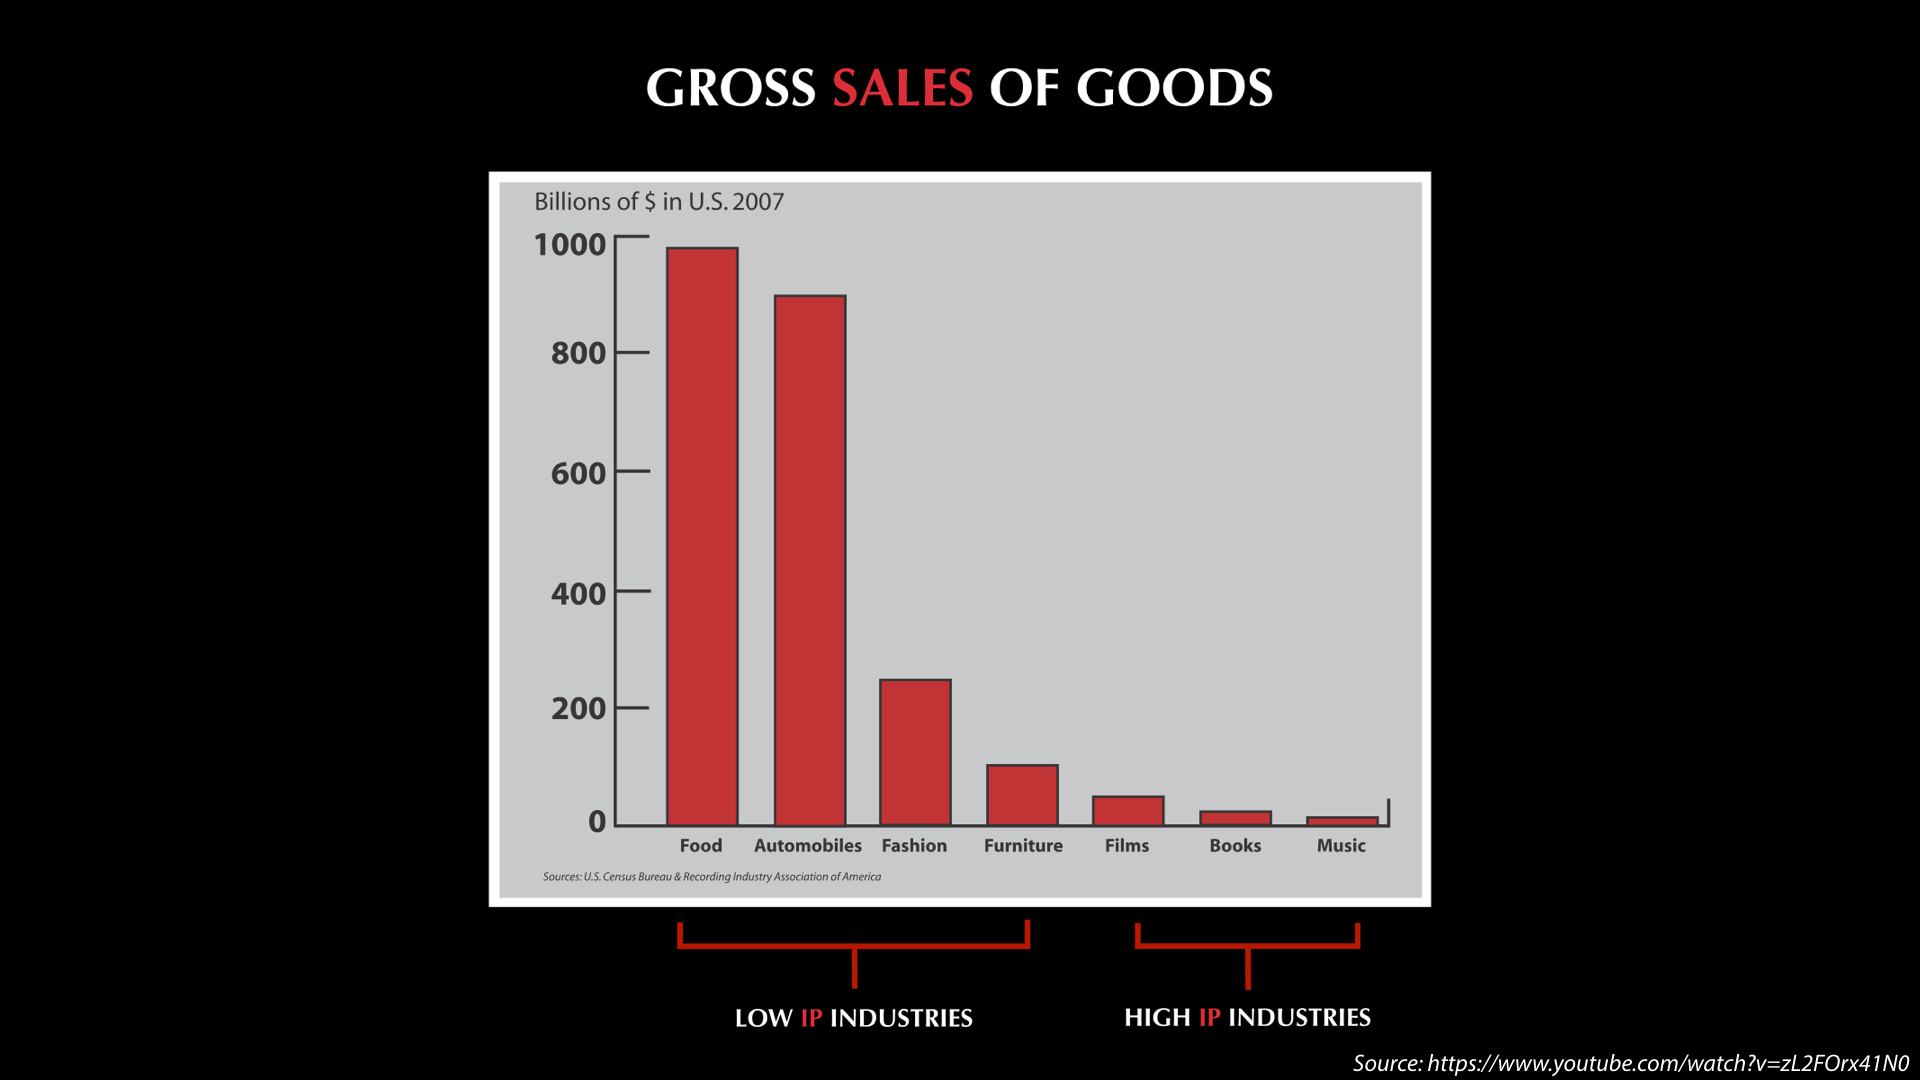 GROSS SALES OF GOODS
Billions of $ in U.S. 2007
1000
800
600
400
200
0
Food Automobiles Fashion Furniture Films Books Music
Sources: U.S. Census Bureau & Recording Industry Association of America
LOW IP INDUSTRIES
HIGH IP INDUSTRIES
Source: https://www.youtube.com/watch?v=zL2FOrx41N0